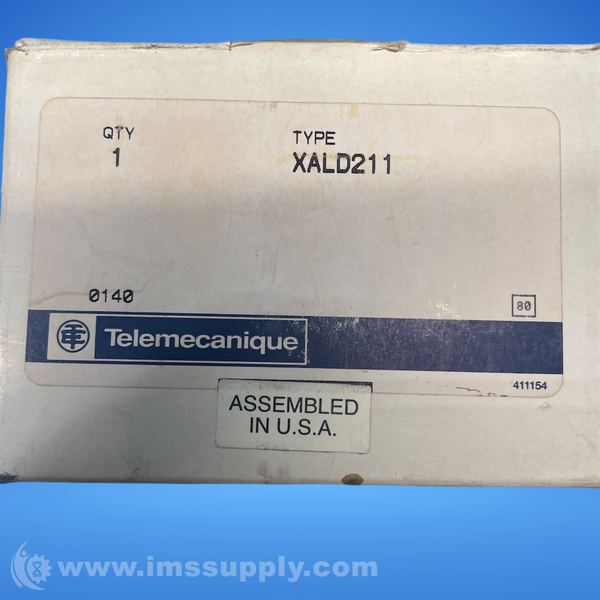 QTY TYPE
1 XALD211
0140 80
Telemecanique
411154
ASSEMBLED
IN U.S.A.
www.imssupply.com